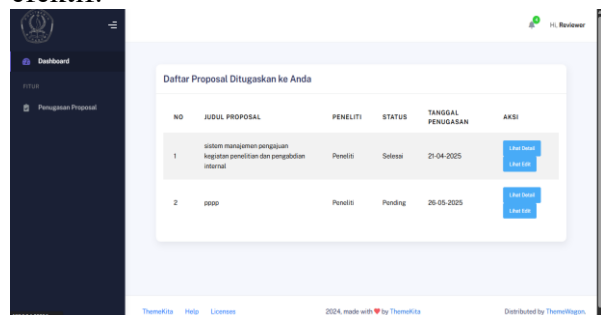 Hi, Reviewer
Dashboard
FITUR
Penugasan Proposal
Daftar Proposal Ditugaskan ke Anda
NO JUDUL PROPOSAL PENELITI STATUS TANGGAL PENUGASAN AKSI
1 sistem manajemen pengajuan kegiatan penelitian dan pengabdian internal Peneliti Selesai 21-04-2025 Lihat Detail
Lihat Edit
2 pppp Peneliti Pending 26-05-2025 Lihat Detail
Lihat Edit
ThemeKita Help Licenses 2024, made with ❤ by ThemeKita Distributed by ThemeWagon.